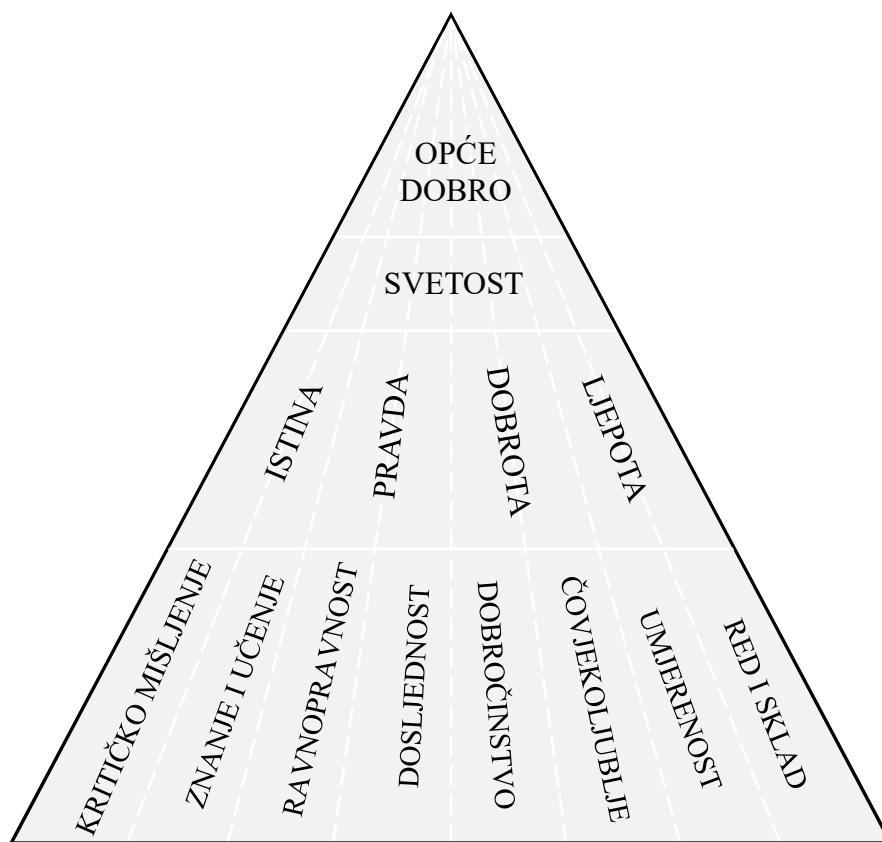 OPĆE
DOBRO
SVETOST
ISTINA
PRAVDA
DOBROTA
LJEPOTA
KRITIČKO MIŠLJENJE
ZNANJE I UČENJE
RAVNOPRAVNOST
DOSLJEDNOST
DOBROČINSTVO
ČOVJEKOLJUBLJE
UMJERENOST
RED I SKLAD